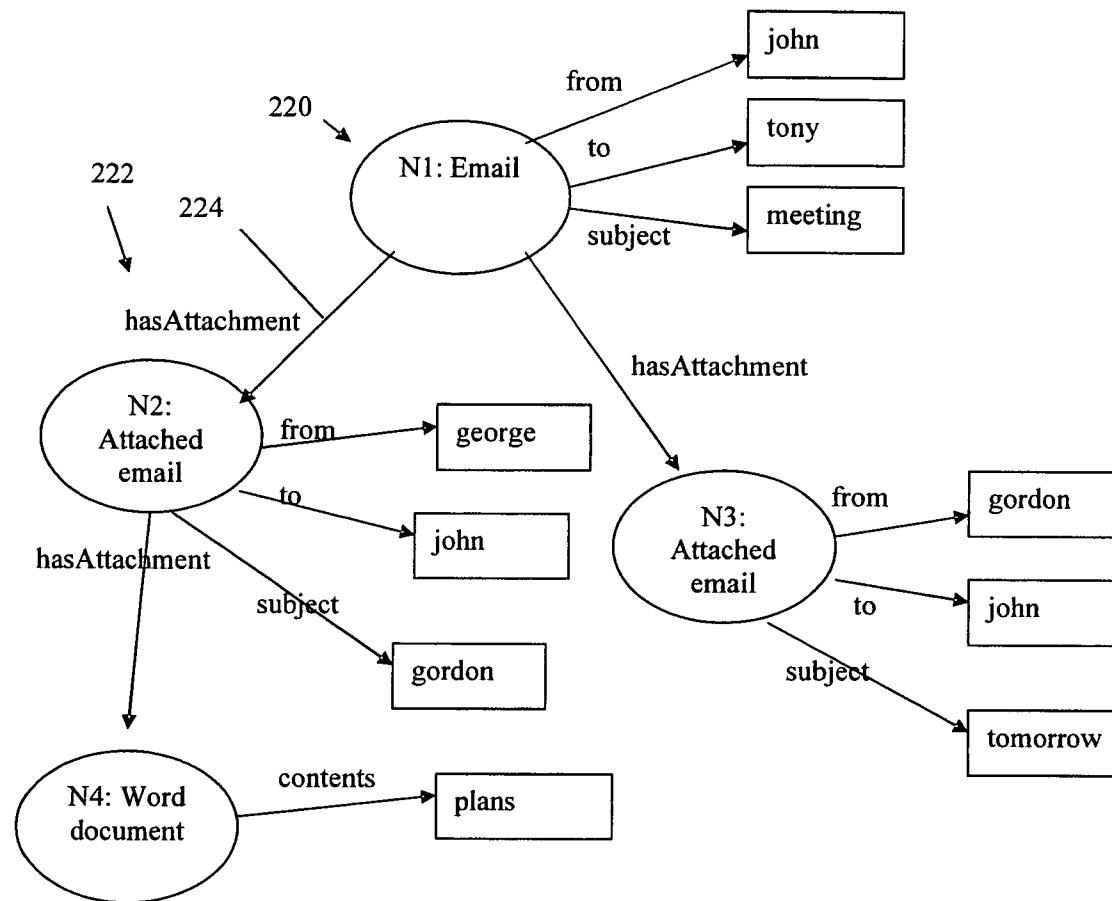 john
from
220
tony
to
N1: Email
222
224
meeting
subject
hasAttachment
hasAttachment
N2:
Attached
email
from
george
to
john
N3:
Attached
email
from
gordon
to
john
subject
tomorrow
hasAttachment
subject
gordon
N4: Word
document
contents
plans